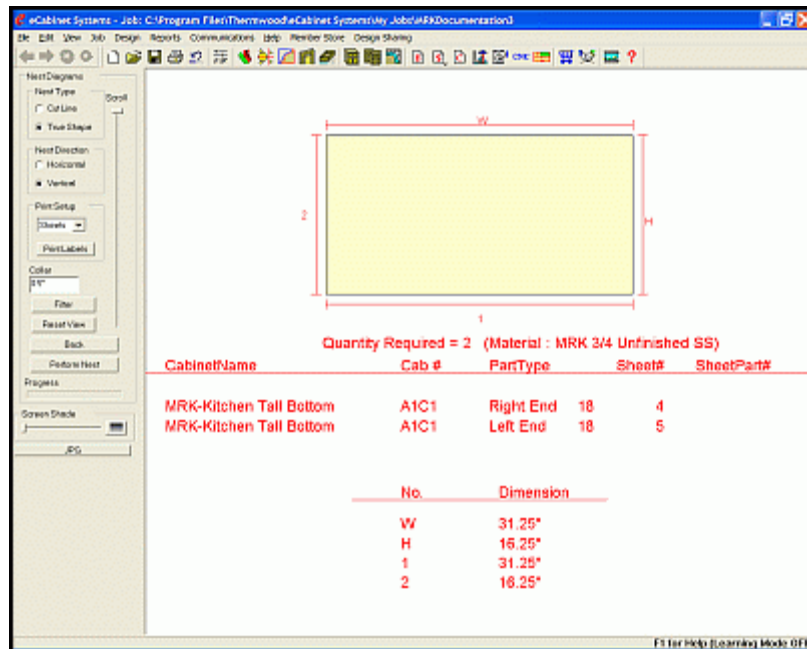 eCabinet Systems - Job: C:\Program Files\Thermwood\eCabinet Systems\My Jobs\MRKDocumentation3
File Edit View Job Design Reports Communications Help Member Store Design Sharing
Nest Diagrams
Nest Type
Scroll
Cut Line
True Shape
Nest Direction
Horizontal
Vertical
Print Setup
Sheets
Print Labels
Collar
Filter
Reset View
Back
Perform Nest
Progress
Screen Shade
JPG
W
2
H
1
Quantity Required = 2 (Material : MRK 3/4 Unfinished SS)
CabinetName Cab # PartType Sheet# SheetPart#
MRK-Kitchen Tall Bottom A1C1 Right End 18 4
MRK-Kitchen Tall Bottom A1C1 Left End 18 5
No. Dimension
W 31.25"
H 16.25"
1 31.25"
2 16.25"
F1 for Help (Learning Mode OFF